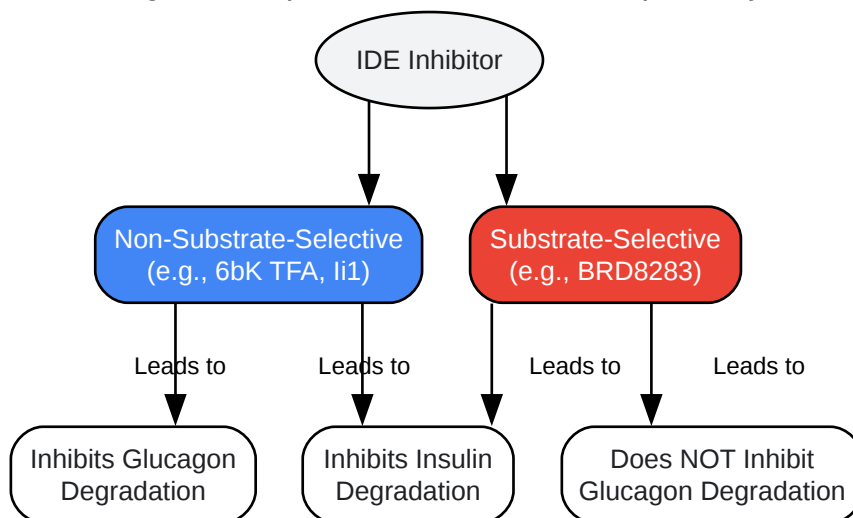 IDE Inhibitor
Non-Substrate-Selective
(e.g., 6bK TFA, Ii1)
Substrate-Selective
(e.g., BRD8283)
Leads to
Leads to
Leads to
Leads to
Inhibits Glucagon
Degradation
Inhibits Insulin
Degradation
Does NOT Inhibit
Glucagon Degradation